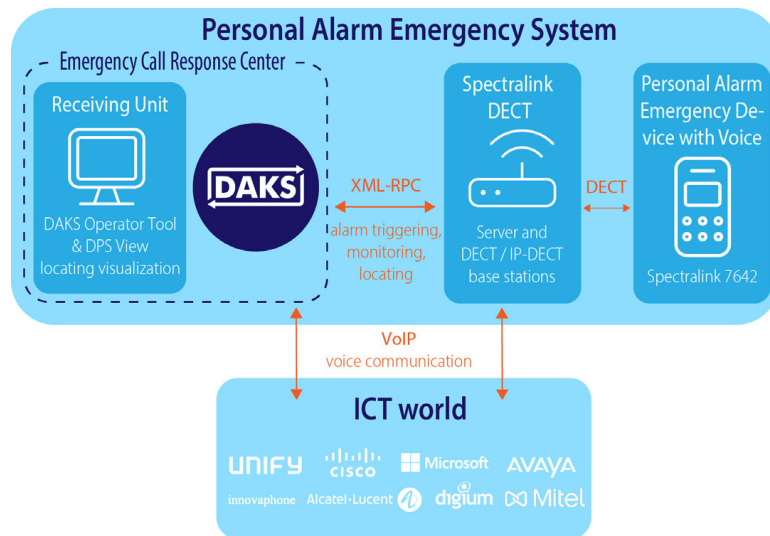 Personal Alarm Emergency System
Emergency Call Response Center
Receiving Unit
DAKS Operator Tool
& DPS View
locating visualization
DAKS
XML-RPC
alarm triggering,
monitoring,
locating
Spectralink
DECT
Server and
DECT / IP-DECT
base stations
DECT
Personal Alarm
Emergency De-
vice with Voice
Spectralink 7642
VoIP
voice communication
ICT world
UNIFY
CISCO
Microsoft
AVAYA
innovaphone
Alcatel·Lucent
digium
Mitel